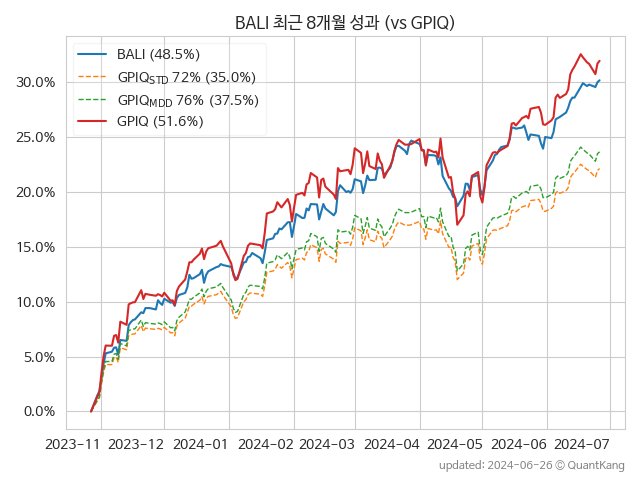 BALI 최근 8개월 성과 (vs GPIQ)
BALI (48.5%)
GPIQSTD 72% (35.0%)
GPIQMDD 76% (37.5%)
GPIQ (51.6%)
30.0%
25.0%
20.0%
15.0%
10.0%
5.0%
0.0%
2023-11 2023-12 2024-01 2024-02 2024-03 2024-04 2024-05 2024-06 2024-07
updated: 2024-06-26 © QuantKang